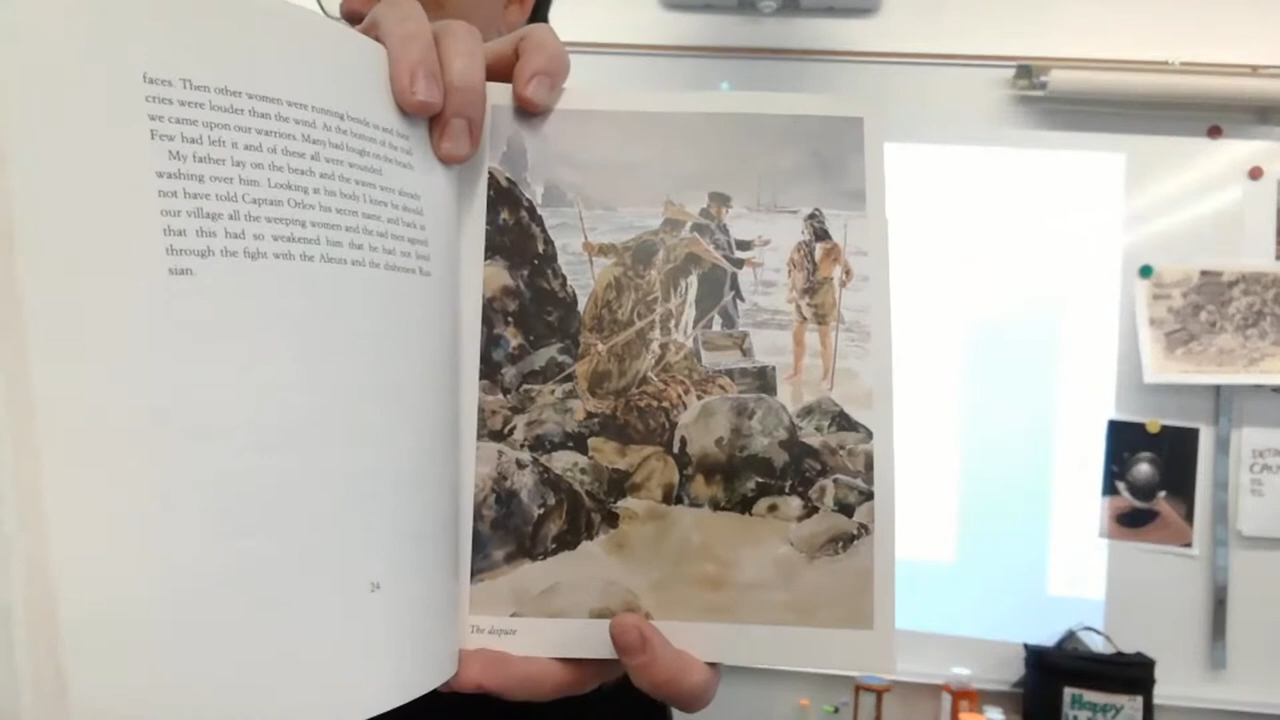 faces. Then other women were running beside us and their
cries were louder than the wind. At the bottom of the trail
we came upon our warriors. Many had fought on the beach.
Few had left it and of these all were wounded.
My father lay on the beach and the waves were already
washing over him. Looking at his body I knew he should
not have told Captain Orlov his secret name, and back in
our village all the weeping women and the sad men agreed
that this had so weakened him that he had not lived
through the fight with the Aleuts and the dishonest Rus-
sian.
24
The dispute
Happy